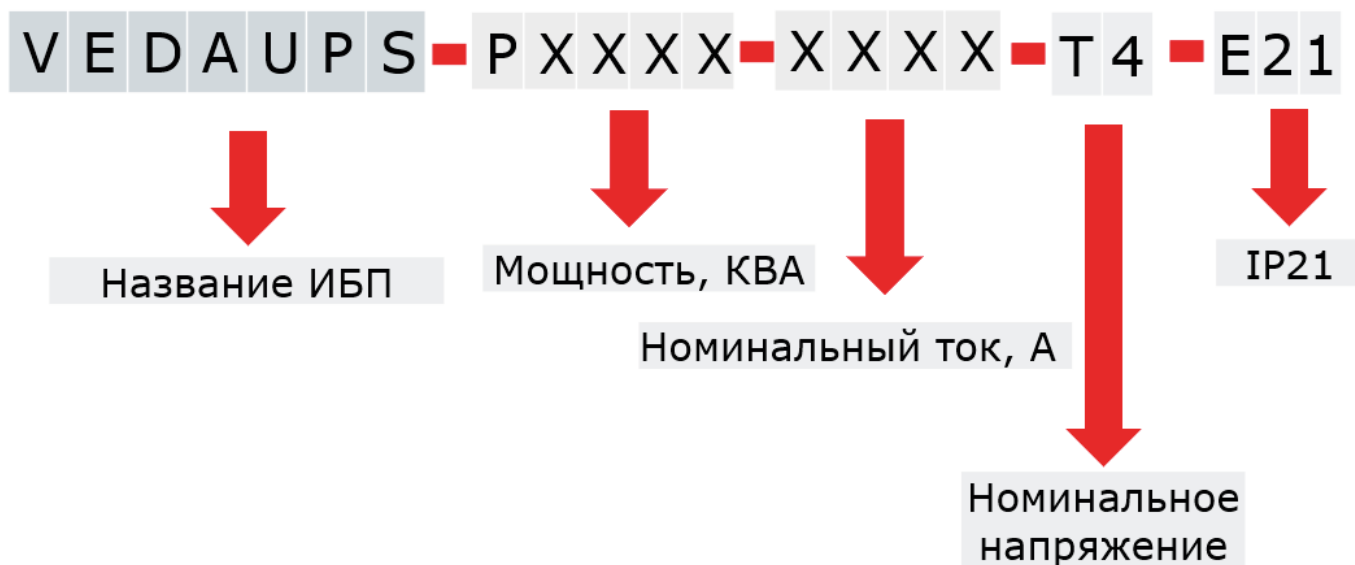 VEDAUPS-PXXXX-XXXX-T4-E21
Название ИБП
Мощность, КВА
IP21
Номинальный ток, А
Номинальное
напряжение